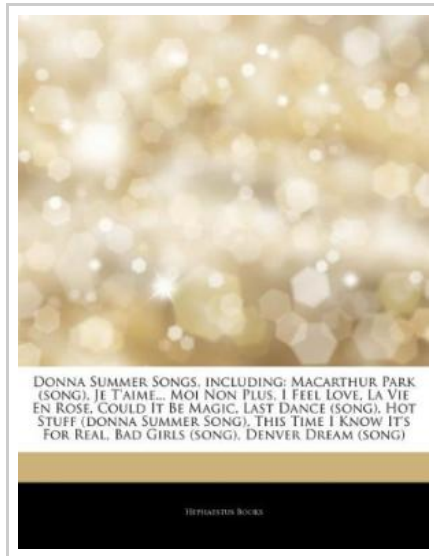 Donna Summer Songs, including: Macarthur Park
(song), Je T'aime... Moi Non Plus, I Feel Love, La Vie
En Rose, Could It Be Magic, Last Dance (song), Hot
Stuff (donna Summer Song), This Time I Know It's
For Real, Bad Girls (song), Denver Dream (song)
Hephaestus Books